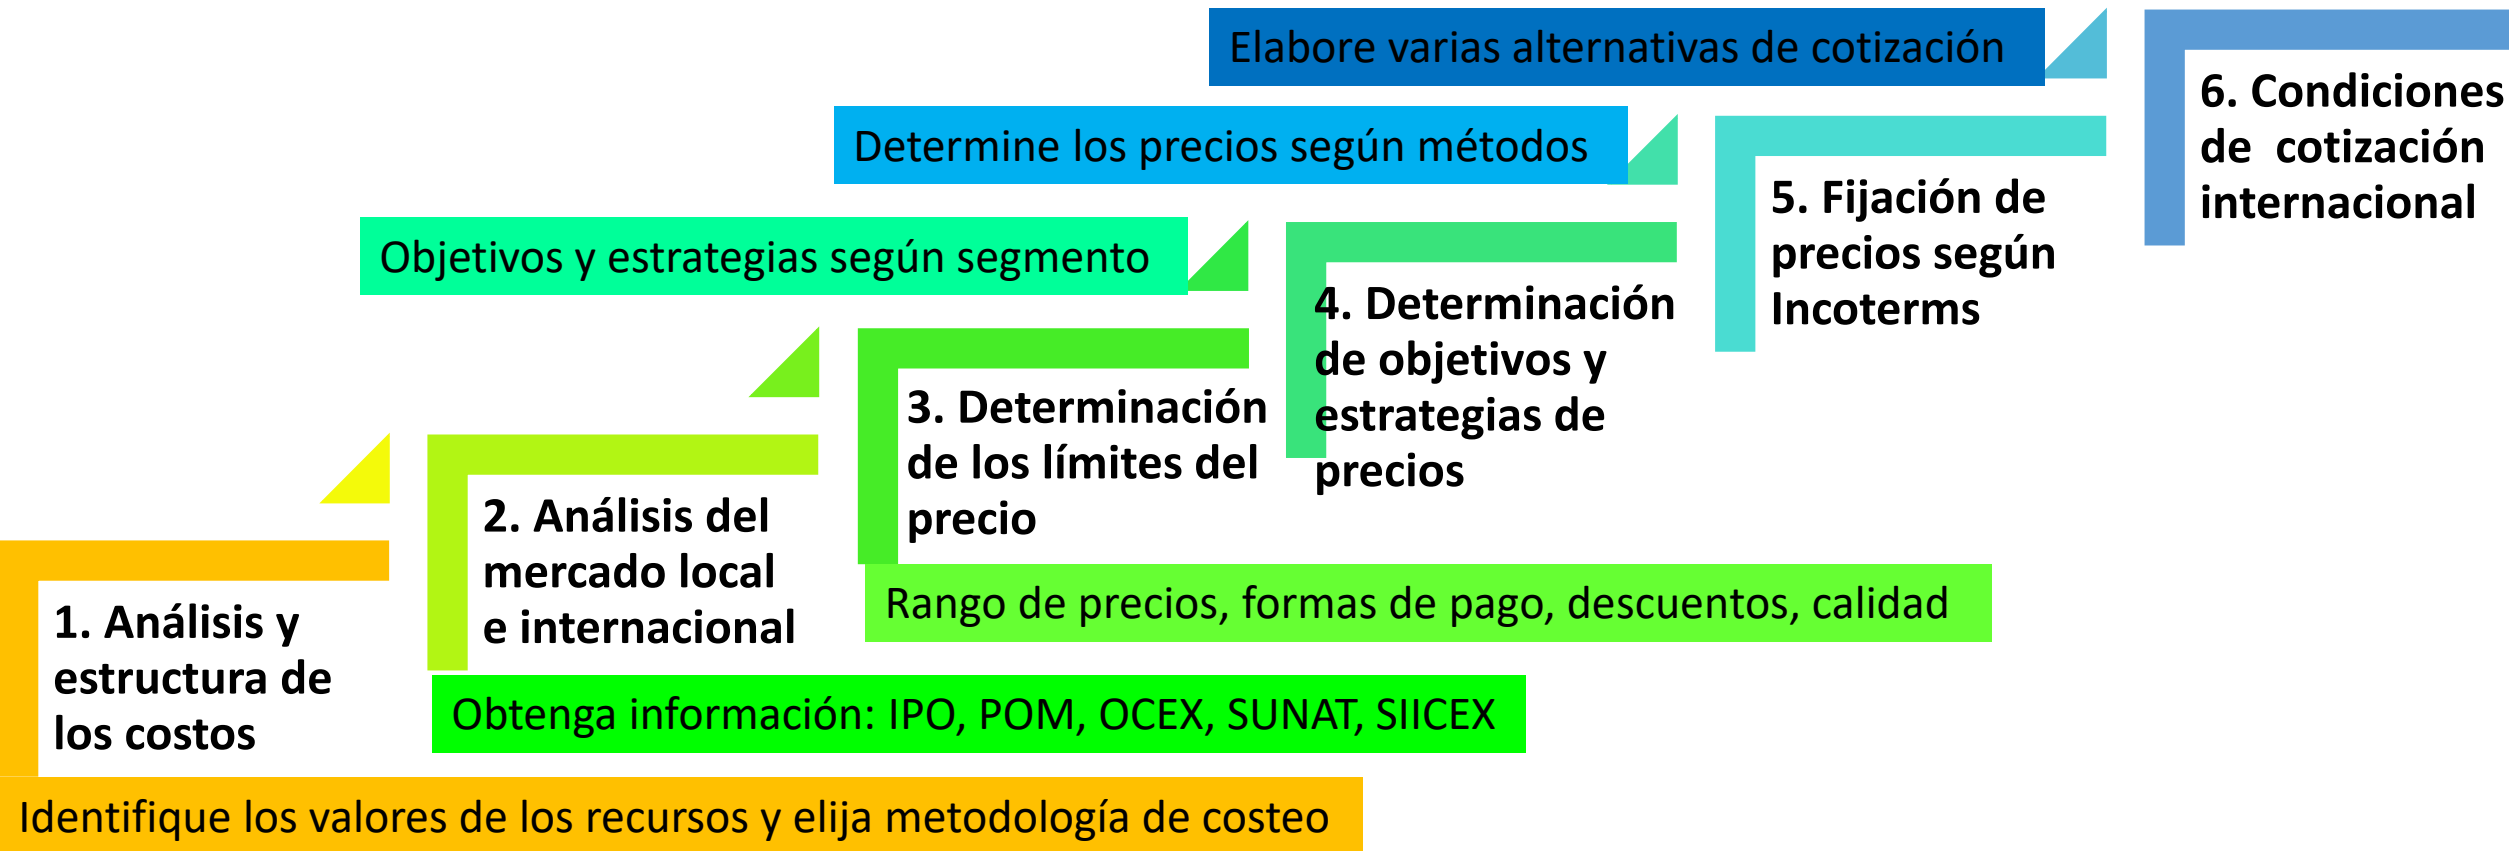 Elabore varias alternativas de cotización
6. Condiciones
de cotización
internacional
Determine los precios según métodos
5. Fijación de
precios según
Incoterms
Objetivos y estrategias según segmento
4. Determinación
de objetivos y
estrategias de
precios
3. Determinación
de los límites del
precio
2. Análisis del
mercado local
e internacional
Rango de precios, formas de pago, descuentos, calidad
1. Análisis y
estructura de
los costos
Obtenga información: IPO, POM, OCEX, SUNAT, SIICEX
Identifique los valores de los recursos y elija metodología de costeo